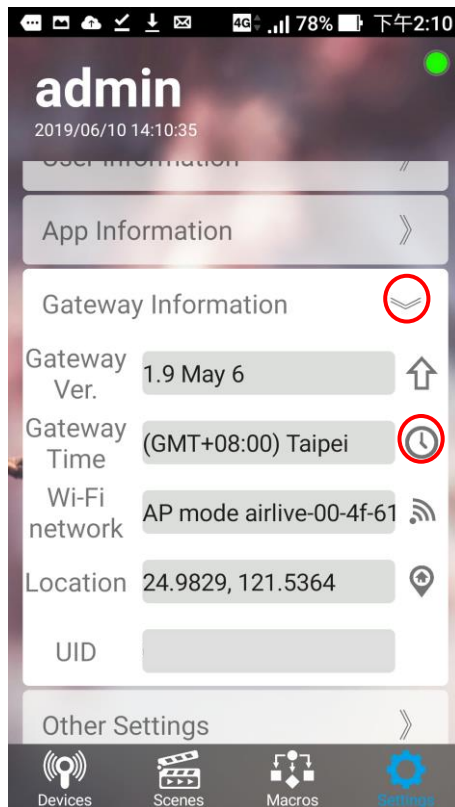 4G 78% 下午2:10
admin
2019/06/10 14:10:35
User Information
App Information
Gateway Information
Gateway Ver.
1.9 May 6
Gateway Time
(GMT+08:00) Taipei
Wi-Fi network
AP mode airlive-00-4f-61
Location
24.9829, 121.5364
UID
Other Settings
Devices Scenes Macros Settings